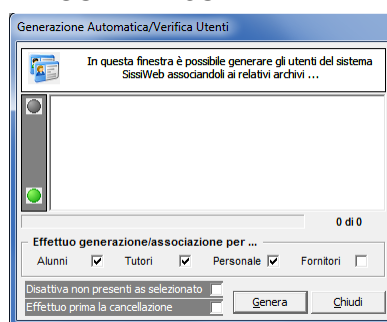 Generazione Automatica/Verifica Utenti
In questa finestra è possibile generare gli utenti del sistema
SissiWeb associandoli ai relativi archivi ...
0 di 0
Effettuo generazione/associazione per ...
Alunni Tutori Personale Fornitori
Disattiva non presenti as selezionato
Effettuo prima la cancellazione
Genera Chiudi